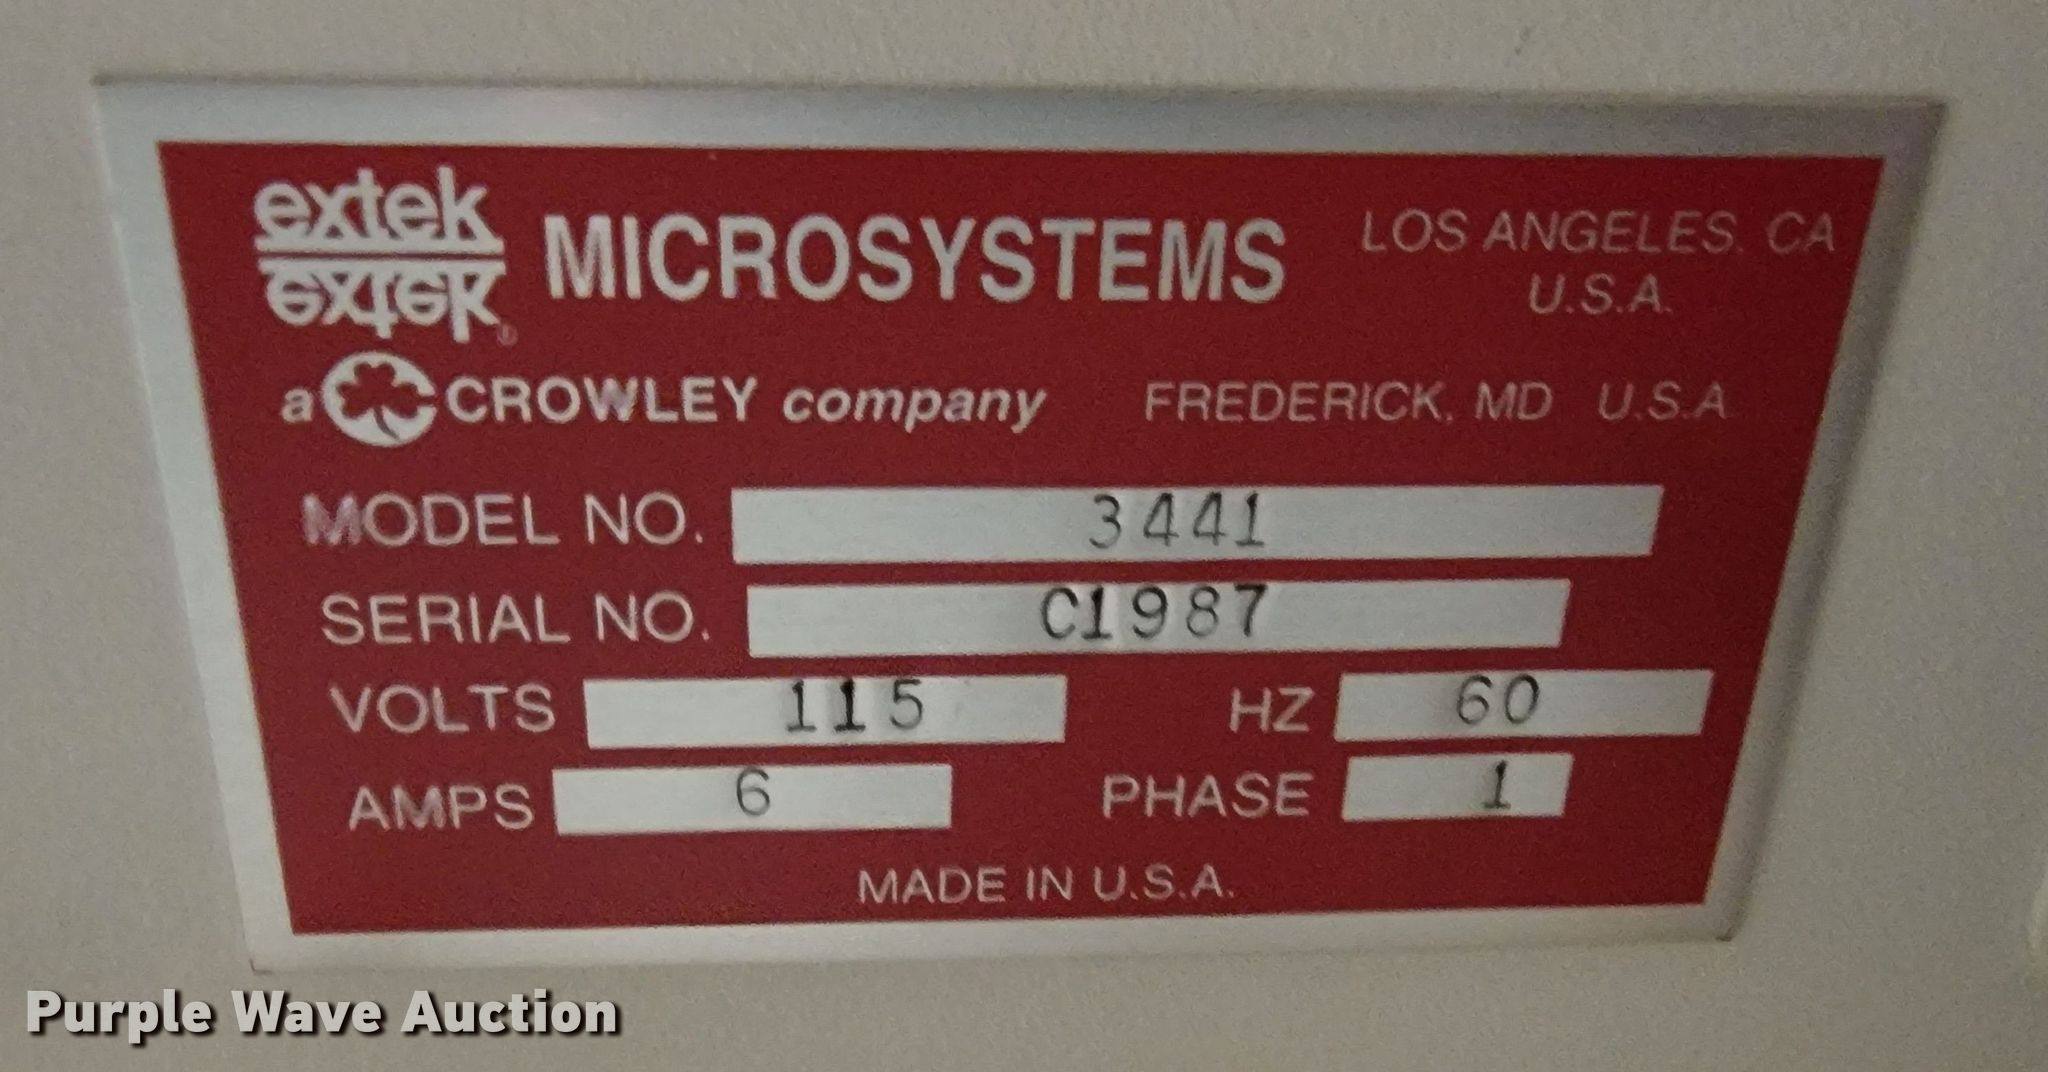 extek MICROSYSTEMS LOS ANGELES, CA
U.S.A.
a CROWLEY company FREDERICK, MD U.S.A
MODEL NO. 3441
SERIAL NO. C1987
VOLTS 115 HZ 60
AMPS 6 PHASE 1
MADE IN U.S.A.
Purple Wave Auction